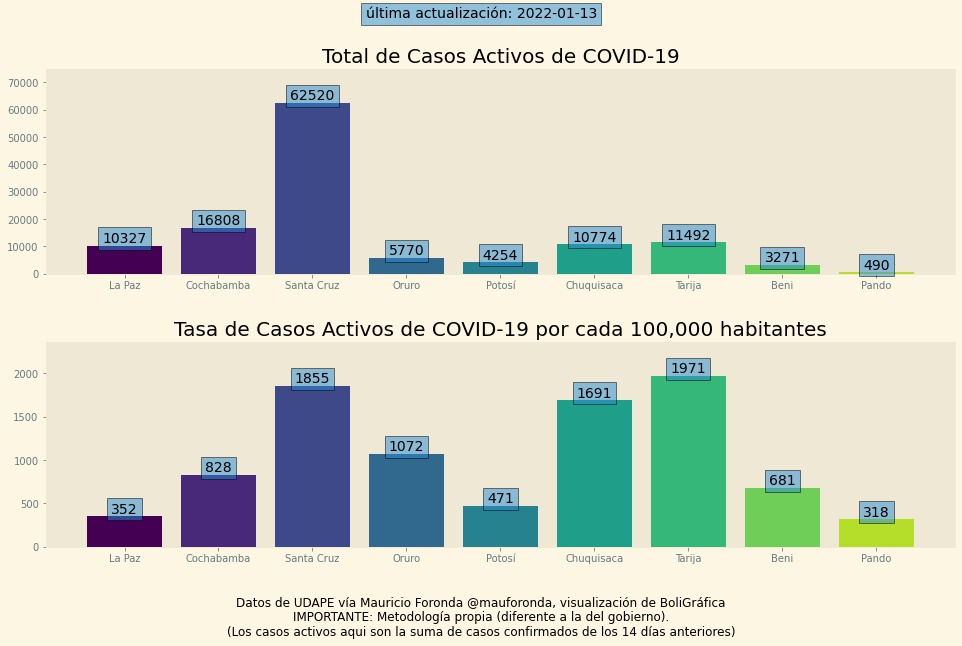 última actualización: 2022-01-13
Total de Casos Activos de COVID-19
70000
60000
50000
40000
30000
20000
10000
0
10327
16808
62520
5770
4254
10774
11492
3271
490
La Paz
Cochabamba
Santa Cruz
Oruro
Potosí
Chuquisaca
Tarija
Beni
Pando
Tasa de Casos Activos de COVID-19 por cada 100,000 habitantes
2000
1500
1000
500
0
352
828
1855
1072
471
1691
1971
681
318
La Paz
Cochabamba
Santa Cruz
Oruro
Potosí
Chuquisaca
Tarija
Beni
Pando
Datos de UDAPE vía Mauricio Foronda @mauforonda, visualización de BoliGráfica
IMPORTANTE: Metodología propia (diferente a la del gobierno).
(Los casos activos aqui son la suma de casos confirmados de los 14 días anteriores)